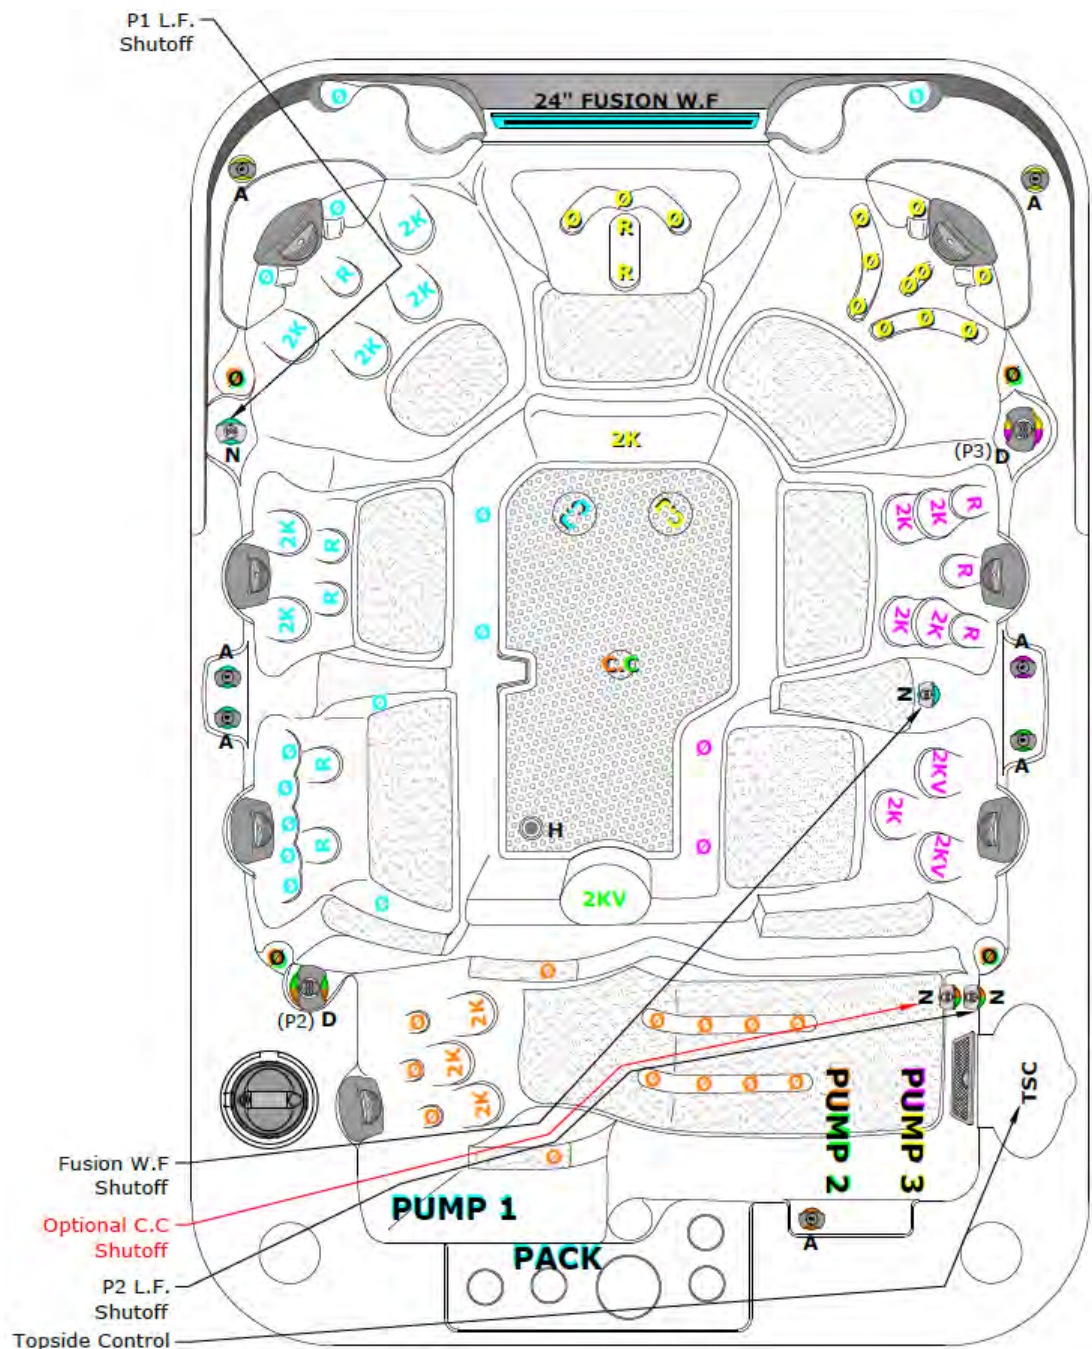 P1 L.F.
Shutoff
24" FUSION W.F
Ø
Ø
A
A
Ø
2K
R
Ø
2K
2K
2K
Ø
Ø
Ø
R
R
Ø
Ø
Ø
Ø
Ø
Ø
Ø
Ø
Ø
Ø
Ø
Ø
N
(P3) D
2K
Ø
Ø
2K
R
R
2K
2K
2K
R
R
2K
2K
R
C.C
A
A
A
A
N
Ø
Ø
Ø
Ø
Ø
Ø
R
R
Ø
Ø
2KV
2K
2KV
H
2KV
Ø
Ø
Ø
(P2) D
Ø
N
N
Ø
Ø
Ø
2K
2K
2K
Ø
Ø
Ø
Ø
Ø
Ø
Ø
Ø
Ø
PUMP 2
PUMP 3
TSC
Fusion W.F
Shutoff
Optional C.C
Shutoff
P2 L.F.
Shutoff
Topside Control
PUMP 1
PACK
A